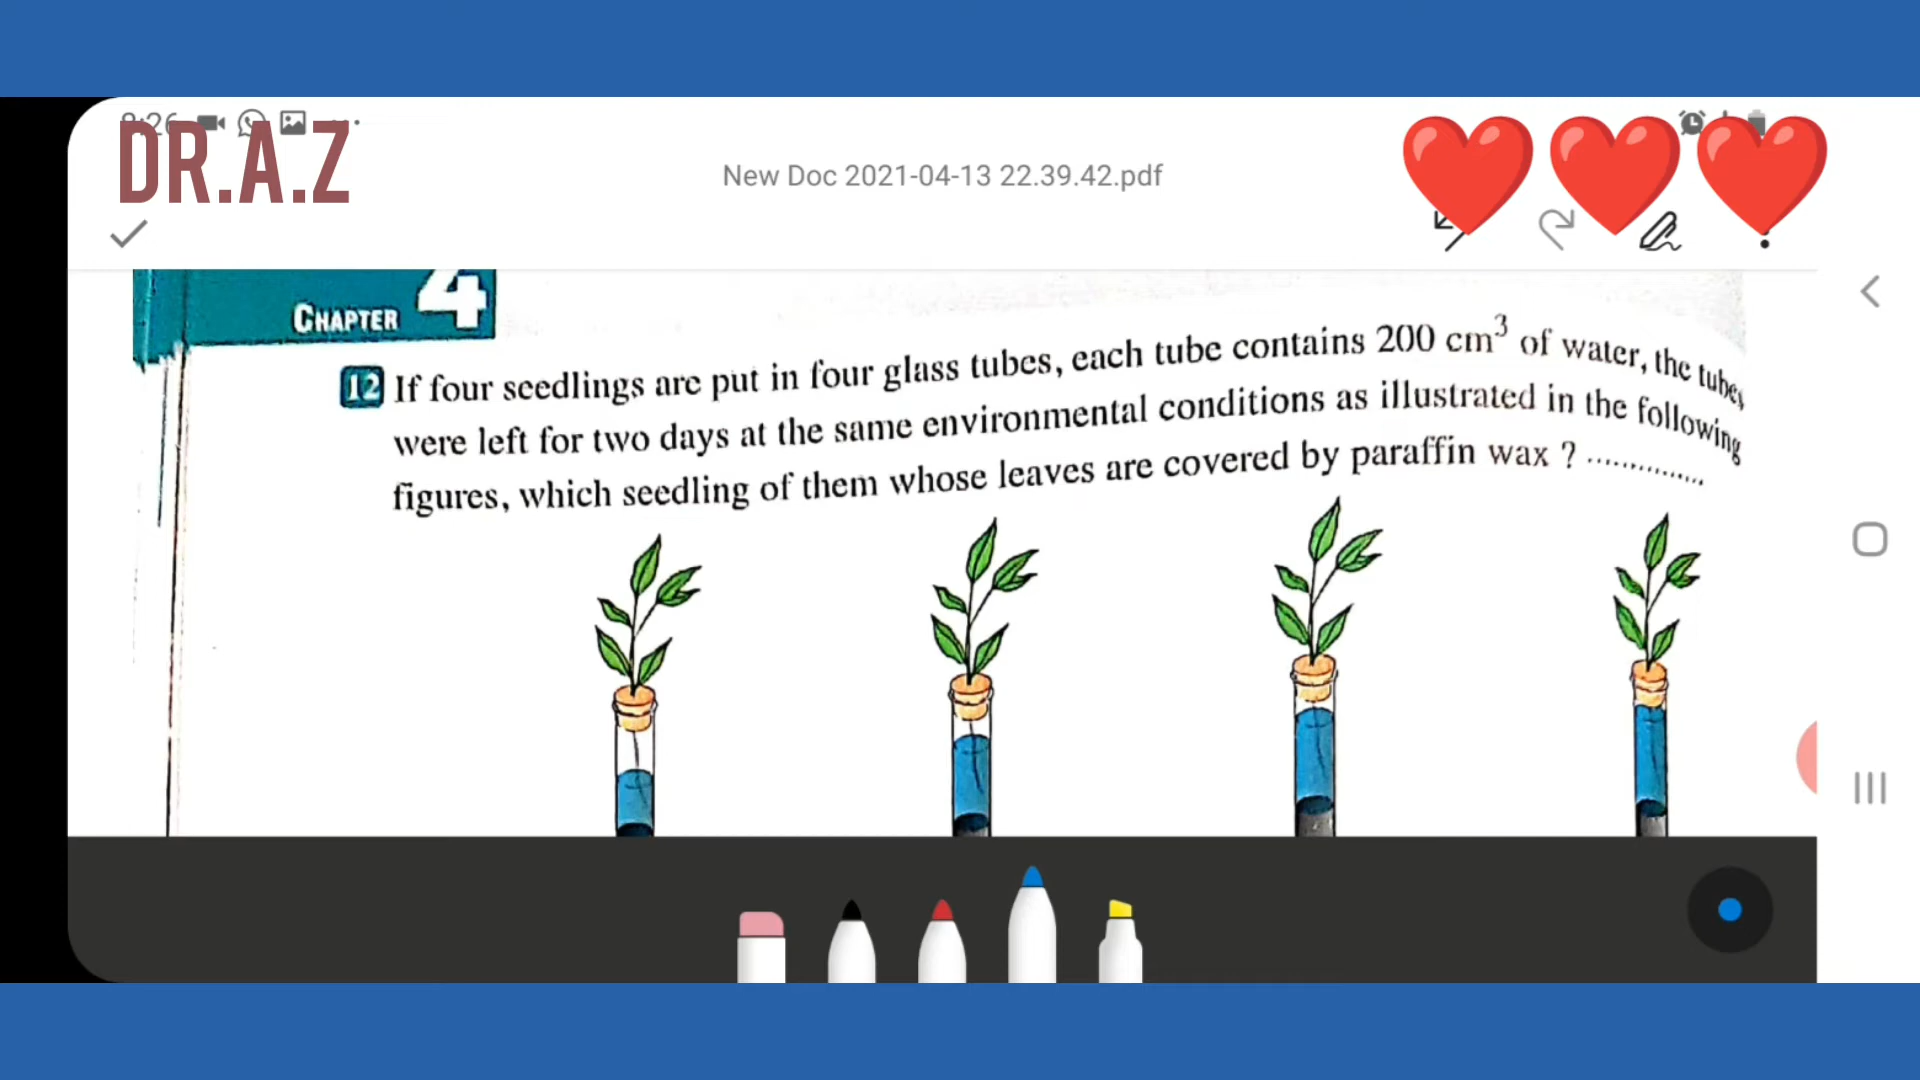 8:26
DR.A.Z
New Doc 2021-04-13 22.39.42.pdf
CHAPTER 4
12 If four seedlings are put in four glass tubes, each tube contains 200 cm³ of water, the tubes
were left for two days at the same environmental conditions as illustrated in the following
figures, which seedling of them whose leaves are covered by paraffin wax ? ...............